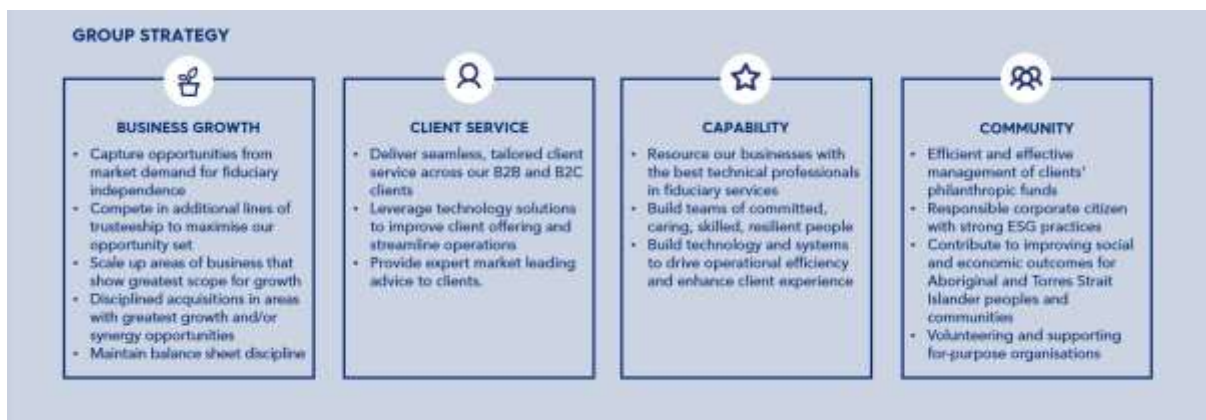 GROUP STRATEGY
BUSINESS GROWTH
• Capture opportunities from
market demand for fiduciary
independence
• Compete in additional lines of
trusteeship to maximise our
opportunity set
• Scale up areas of business that
show greatest scope for growth
• Disciplined acquisitions in areas
with greatest growth and/or
synergy opportunities
• Maintain balance sheet discipline
CLIENT SERVICE
• Deliver seamless, tailored client
service across our B2B and B2C
clients
• Leverage technology solutions
to improve client offering and
streamline operations
• Provide expert market leading
advice to clients.
CAPABILITY
• Resource our businesses with
the best technical professionals
in fiduciary services
• Build teams of committed,
caring, skilled, resilient people
• Build technology and systems
to drive operational efficiency
and enhance client experience
COMMUNITY
• Efficient and effective
management of clients'
philanthropic funds
• Responsible corporate citizen
with strong ESG practices
• Contribute to improving social
and economic outcomes for
Aboriginal and Torres Strait
Islander peoples and
communities
• Volunteering and supporting
for-purpose organisations